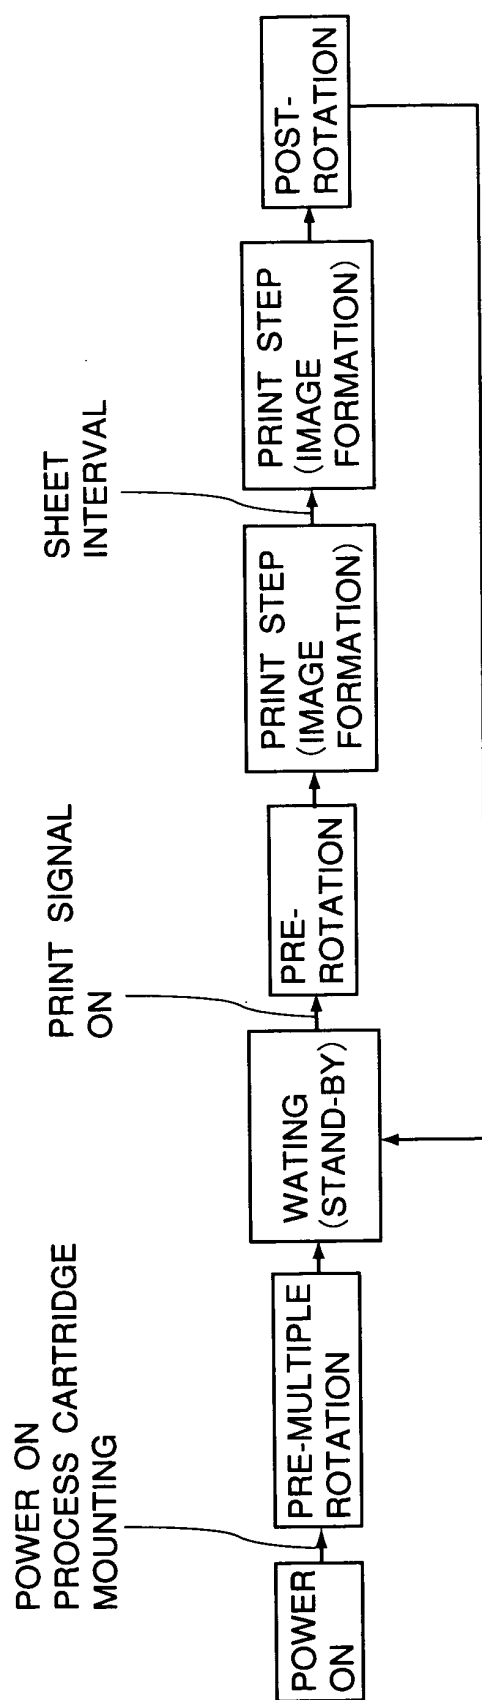 POWER ON
PROCESS CARTRIDGE
MOUNTING
PRINT SIGNAL
ON
SHEET
INTERVAL
POWER
ON
PRE-MULTIPLE
ROTATION
WATING
(STAND-BY)
PRE-
ROTATION
PRINT STEP
(IMAGE
FORMATION)
PRINT STEP
(IMAGE
FORMATION)
POST-
ROTATION